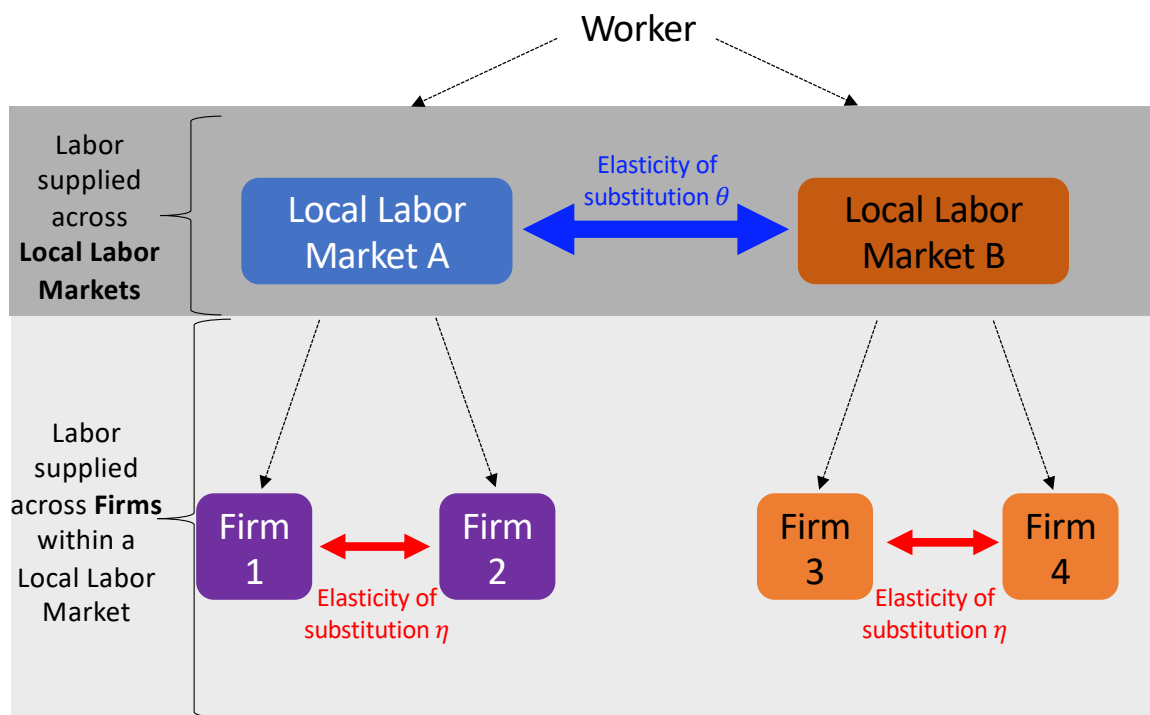 Worker
Labor
supplied
across
Local Labor
Markets
Local Labor
Market A
Elasticity of
substitution θ
Local Labor
Market B
Labor
supplied
across Firms
within a
Local Labor
Market
Firm
1
Firm
2
Elasticity of
substitution η
Firm
3
Firm
4
Elasticity of
substitution η